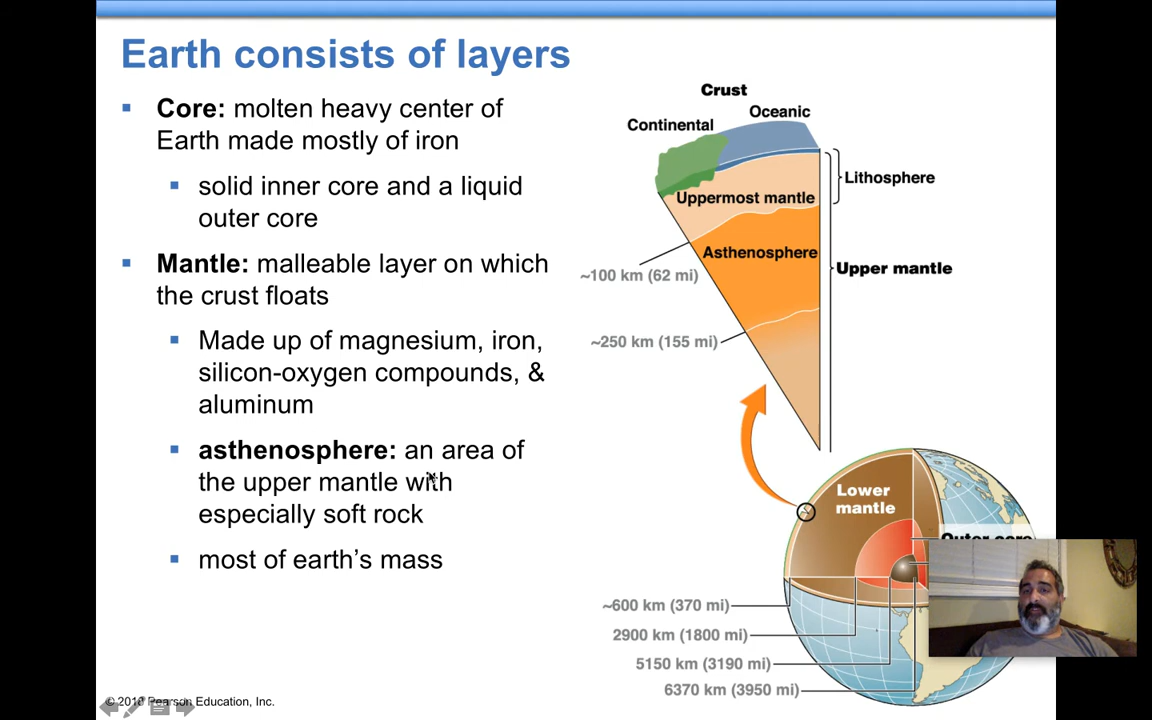 Earth consists of layers
Core: molten heavy center of
Earth made mostly of iron
solid inner core and a liquid
outer core
Mantle: malleable layer on which
the crust floats
Made up of magnesium, iron,
silicon-oxygen compounds, &
aluminum
asthenosphere: an area of
the upper mantle with
especially soft rock
most of earth's mass
Crust
Oceanic
Continental
Lithosphere
Uppermost mantle
Asthenosphere
Upper mantle
~100 km (62 mi)
~250 km (155 mi)
Lower
mantle
Outer core
~600 km (370 mi)
2900 km (1800 mi)
5150 km (3190 mi)
6370 km (3950 mi)
Pearson Education, Inc.